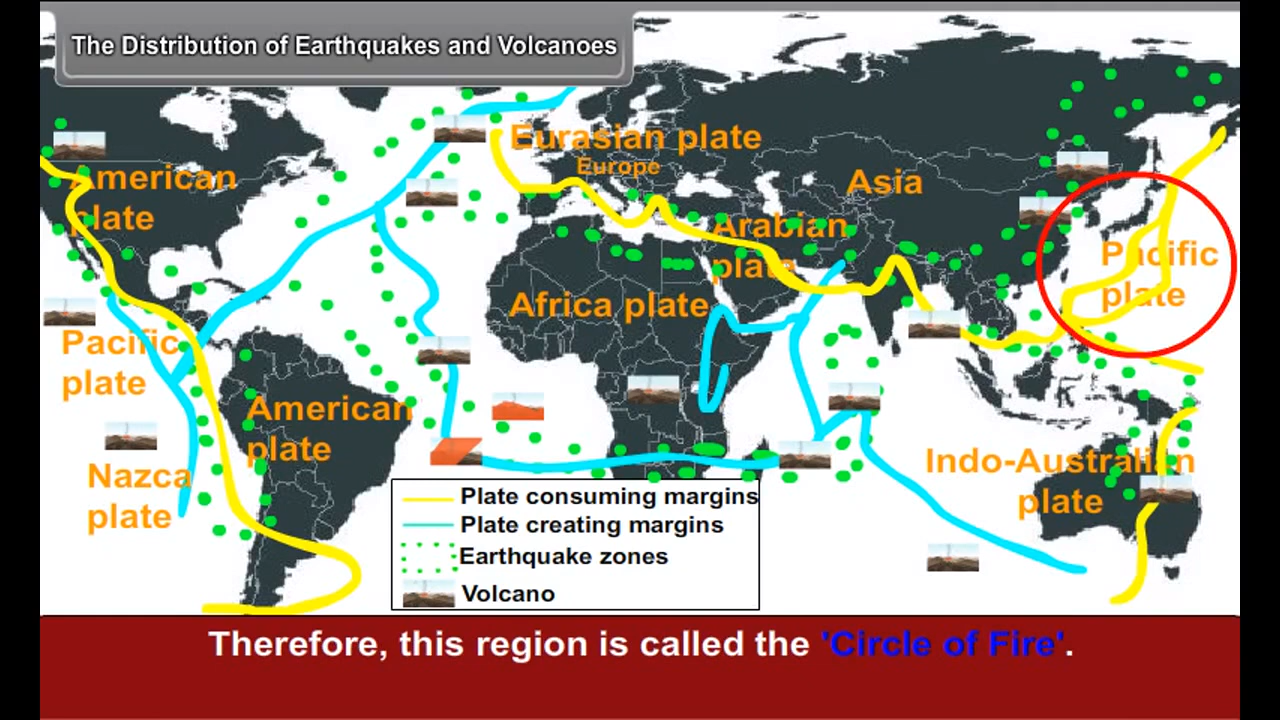 The Distribution of Earthquakes and Volcanoes
Eurasian plate
Europe
Asia
American
plate
Arabian
plate
Pacific
plate
Africa plate
Pacific
plate
American
plate
Nazca
plate
Indo-Australian
plate
Plate consuming margins
Plate creating margins
Earthquake zones
Volcano
Therefore, this region is called the 'Circle of Fire'.